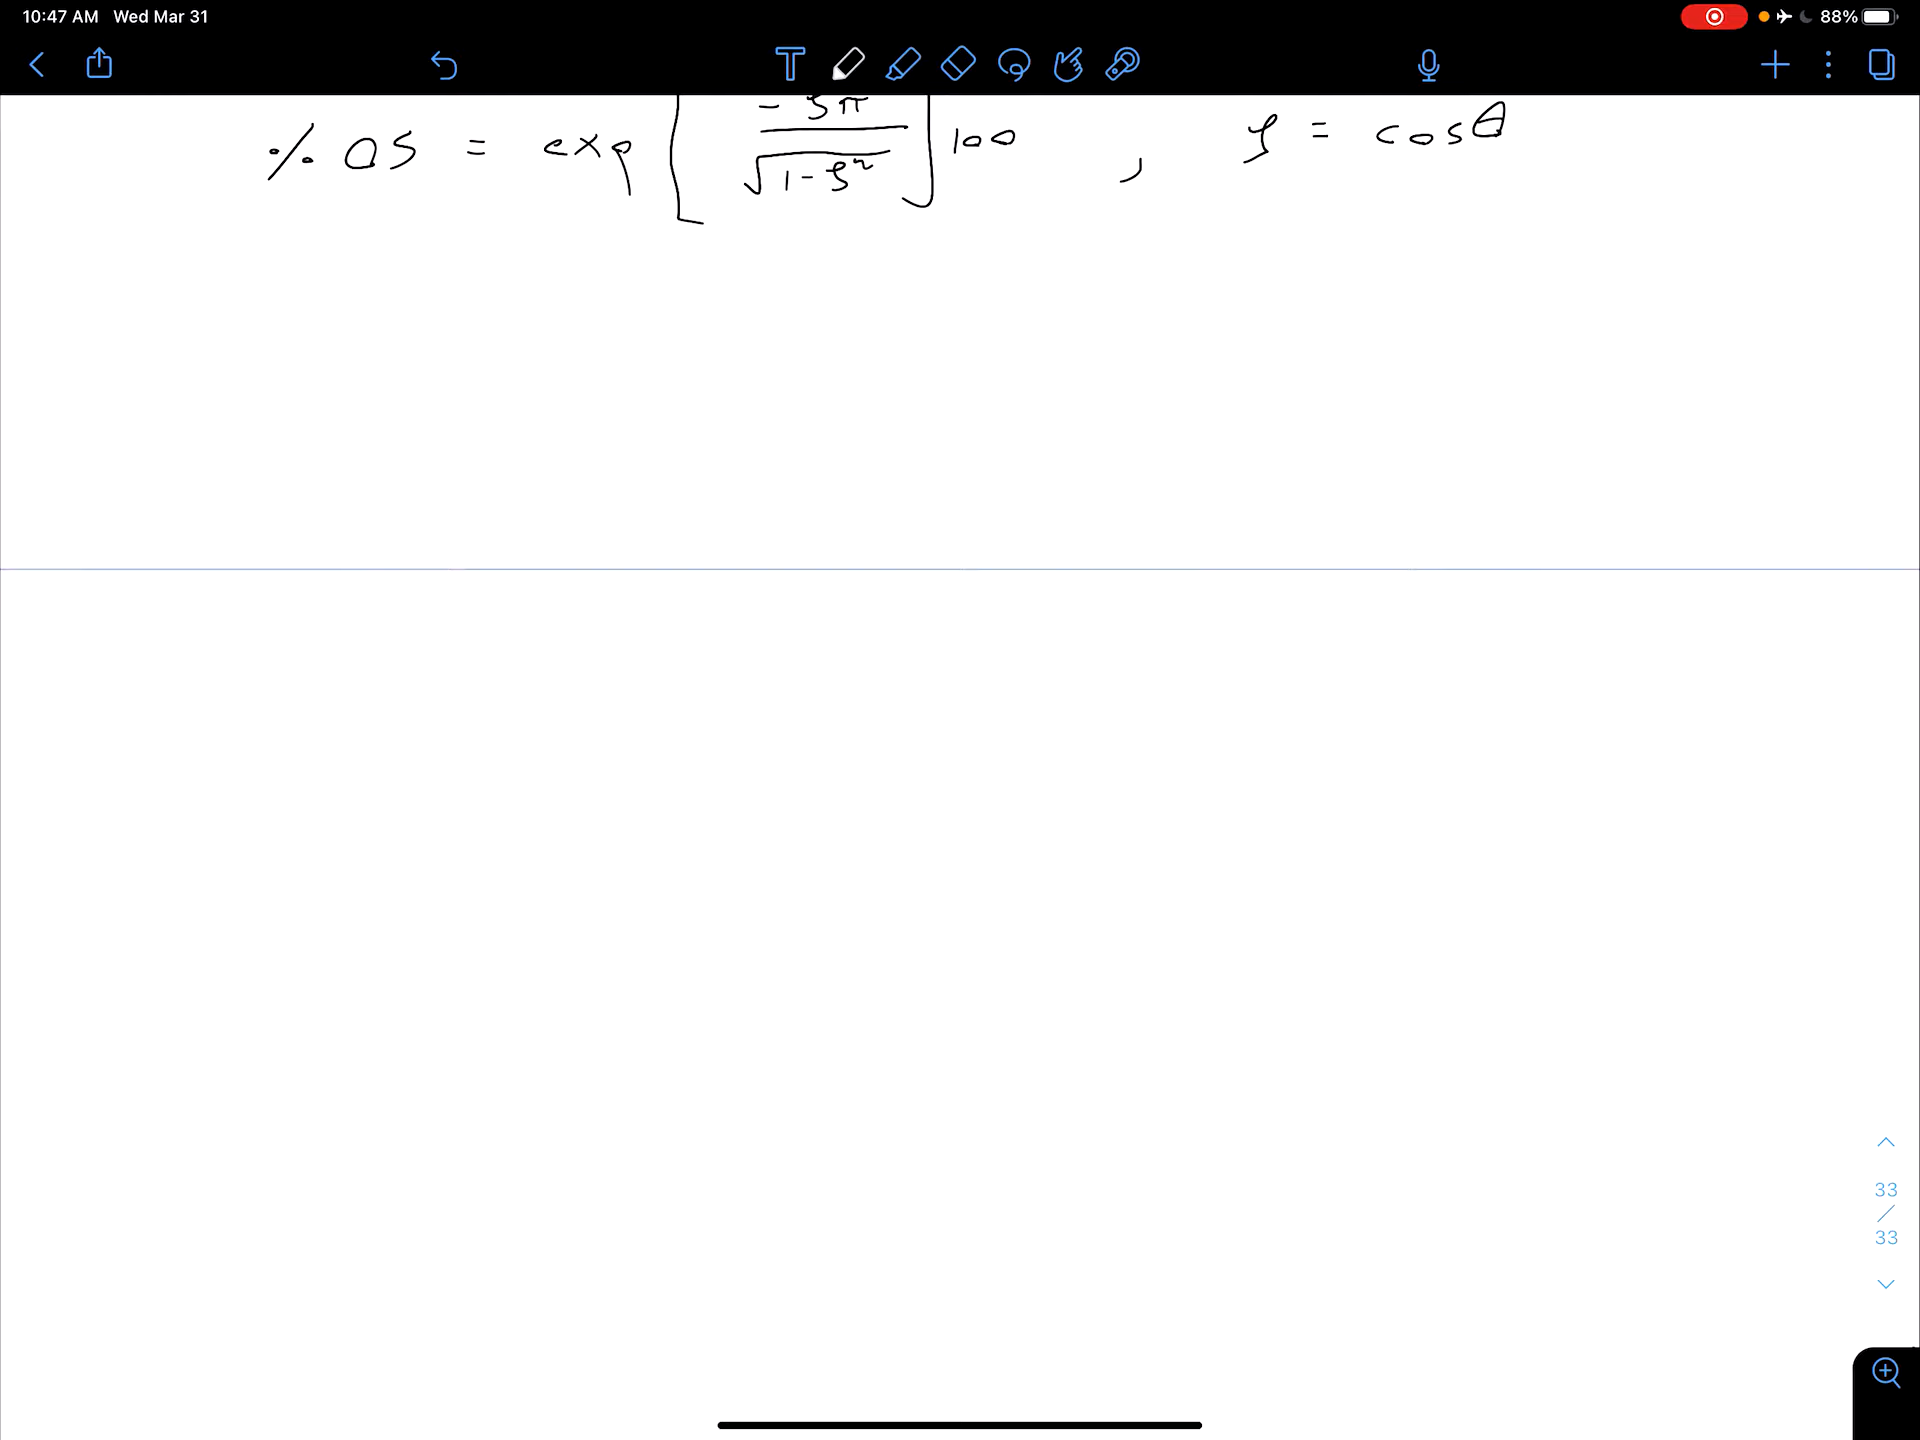 10:47 AM Wed Mar 31
88%
% OS = exp [ -ζπ / √1-ζ² ] 100 , ζ = cosθ
33
/
33